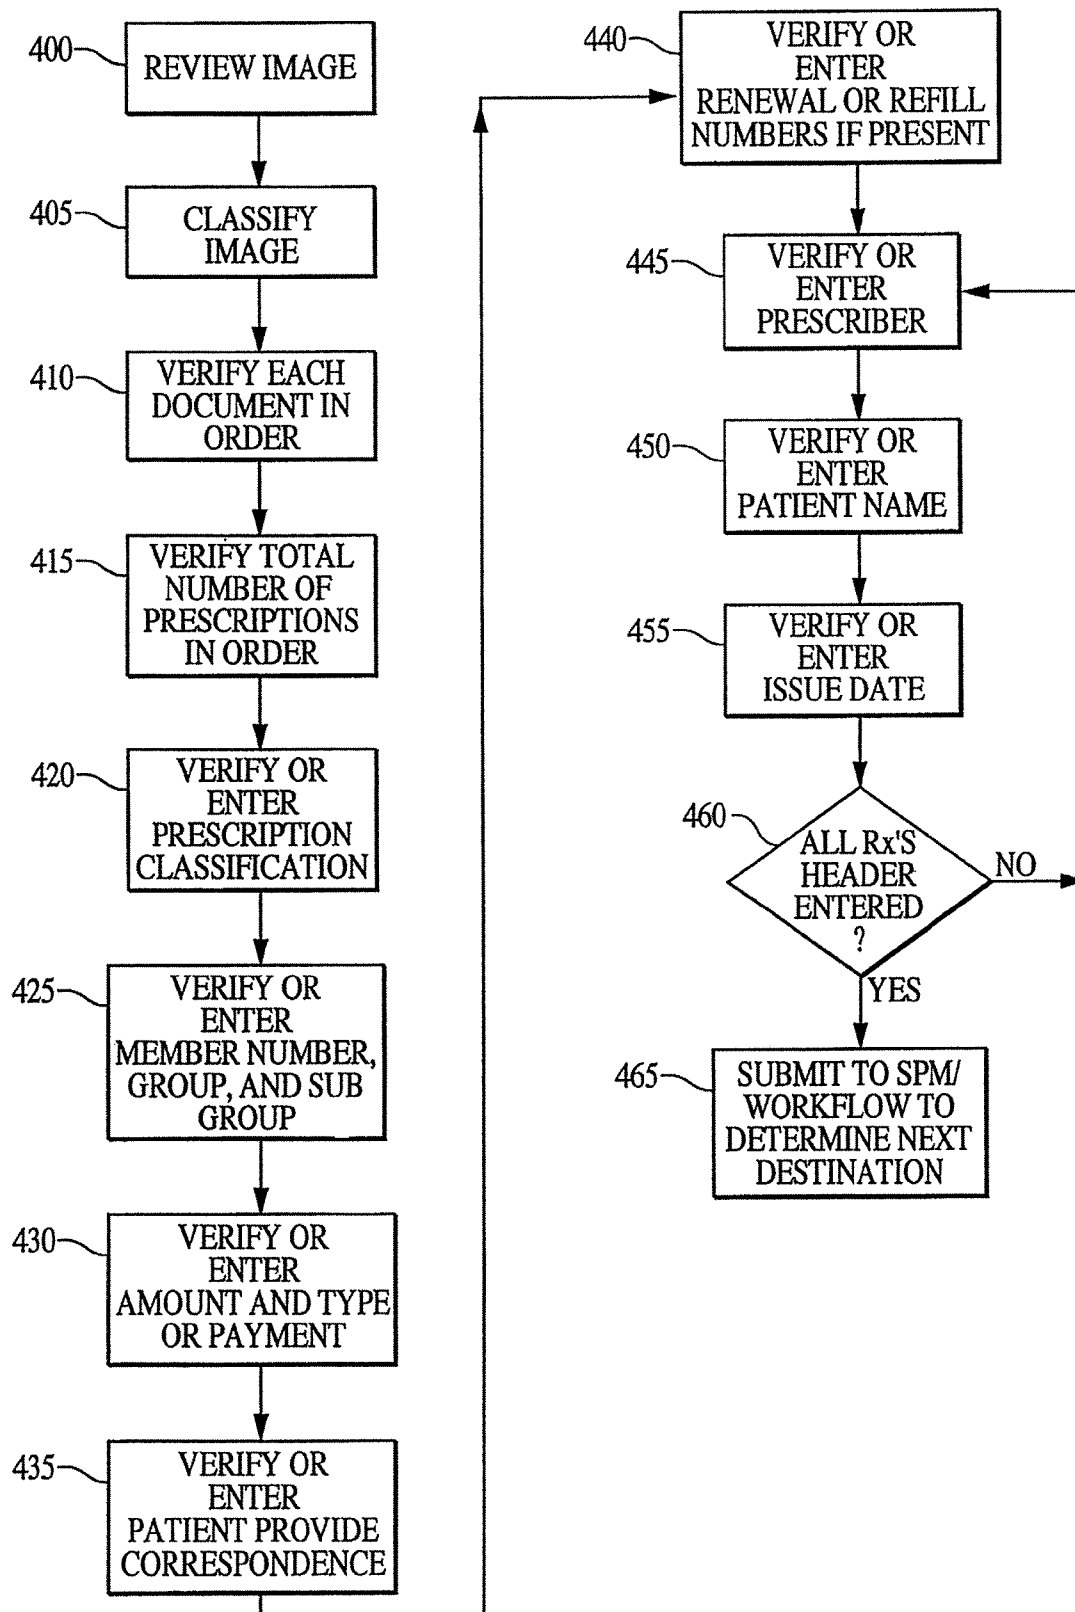 400
REVIEW IMAGE
405
CLASSIFY
IMAGE
410
VERIFY EACH
DOCUMENT IN
ORDER
415
VERIFY TOTAL
NUMBER OF
PRESCRIPTIONS
IN ORDER
420
VERIFY OR
ENTER
PRESCRIPTION
CLASSIFICATION
425
VERIFY OR
ENTER
MEMBER NUMBER,
GROUP, AND SUB
GROUP
430
VERIFY OR
ENTER
AMOUNT AND TYPE
OR PAYMENT
435
VERIFY OR
ENTER
PATIENT PROVIDE
CORRESPONDENCE
440
VERIFY OR
ENTER
RENEWAL OR REFILL
NUMBERS IF PRESENT
445
VERIFY OR
ENTER
PRESCRIBER
450
VERIFY OR
ENTER
PATIENT NAME
455
VERIFY OR
ENTER
ISSUE DATE
460
ALL Rx'S
HEADER
ENTERED
?
NO
YES
465
SUBMIT TO SPM/
WORKFLOW TO
DETERMINE NEXT
DESTINATION